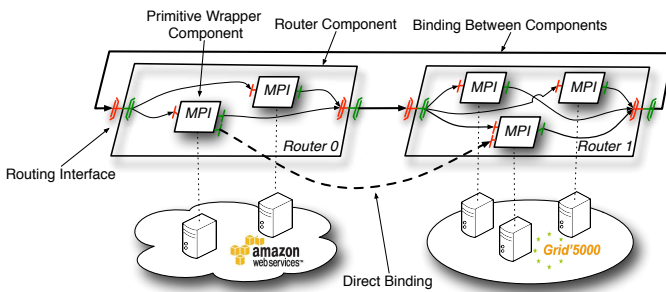 Primitive Wrapper
Component
Router Component
Binding Between Components
MPI
MPI
Router 0
MPI
MPI
MPI
Router 1
Routing Interface
amazon
webservices™
Grid'5000
Direct Binding